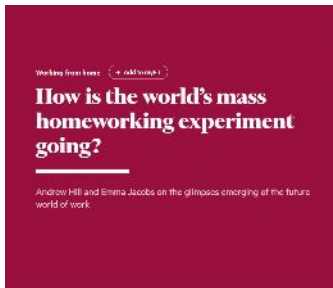 Working from home + Add to myFT
How is the world's mass
homeworking experiment
going?
Andrew Hill and Emma Jacobs on the glimpses emerging of the future
world of work